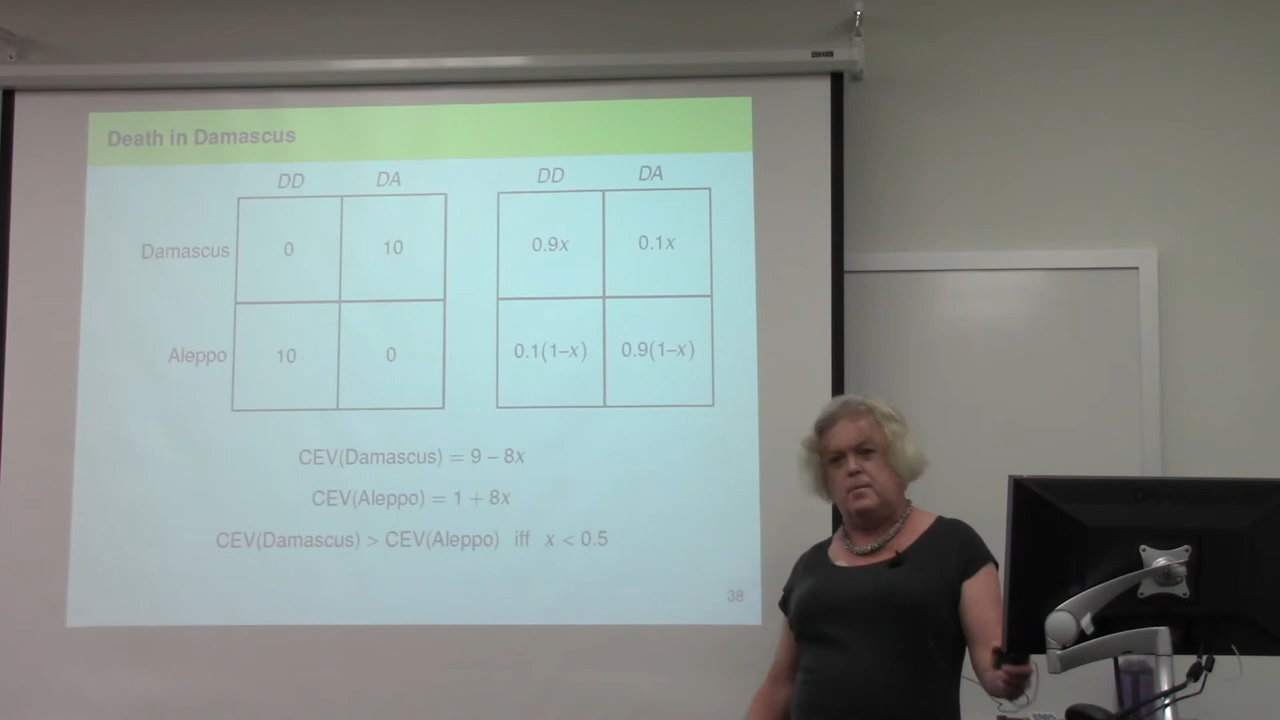 Death in Damascus
DD DA DD DA
Damascus 0 10 0.9x 0.1x
Aleppo 10 0 0.1(1–x) 0.9(1–x)
CEV(Damascus) = 9 – 8x
CEV(Aleppo) = 1 + 8x
CEV(Damascus) > CEV(Aleppo) iff x < 0.5
38